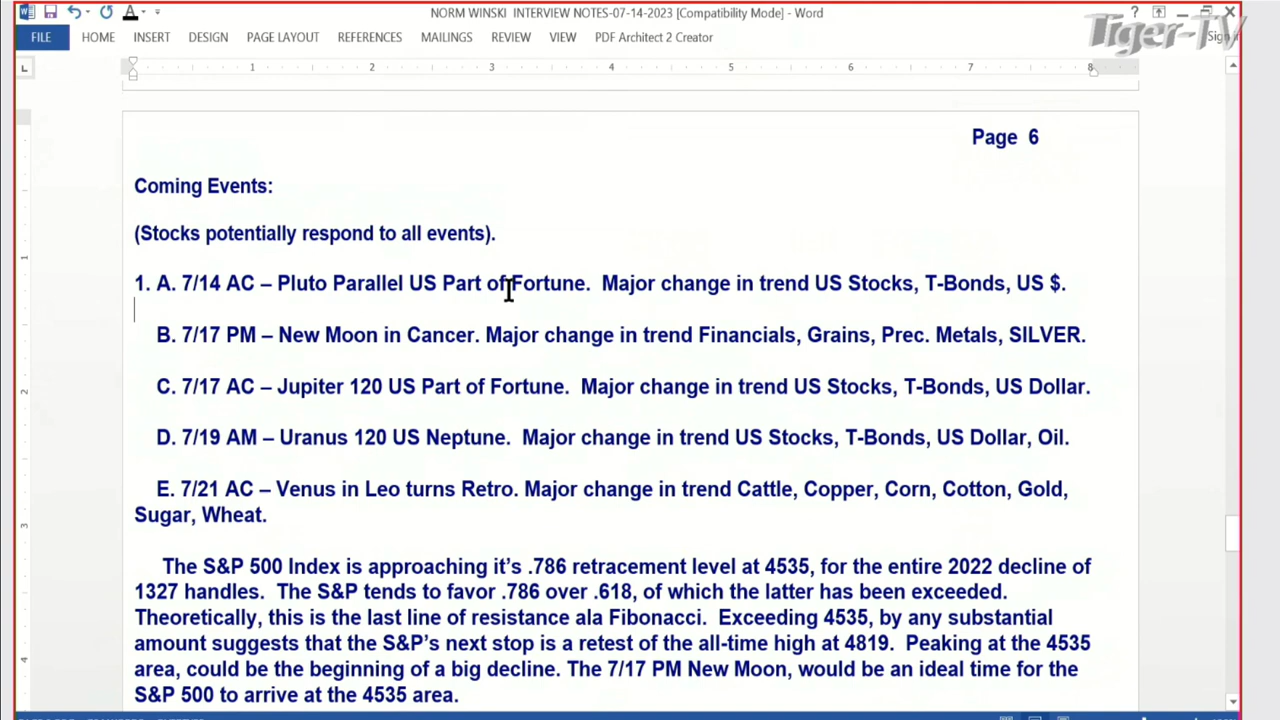 NORM WINSKI  INTERVIEW NOTES-07-14-2023 [Compatibility Mode] - Word
Tiger-TV
FILE HOME INSERT DESIGN PAGE LAYOUT REFERENCES MAILINGS REVIEW VIEW PDF Architect 2 Creator
1 2 3 4 5 6 7 8
Page  6
Coming Events:
(Stocks potentially respond to all events).
1. A. 7/14 AC – Pluto Parallel US Part of Fortune.  Major change in trend US Stocks, T-Bonds, US $.
B. 7/17 PM – New Moon in Cancer. Major change in trend Financials, Grains, Prec. Metals, SILVER.
C. 7/17 AC – Jupiter 120 US Part of Fortune.  Major change in trend US Stocks, T-Bonds, US Dollar.
D. 7/19 AM – Uranus 120 US Neptune.  Major change in trend US Stocks, T-Bonds, US Dollar, Oil.
E. 7/21 AC – Venus in Leo turns Retro. Major change in trend Cattle, Copper, Corn, Cotton, Gold,
Sugar, Wheat.
The S&P 500 Index is approaching it’s .786 retracement level at 4535, for the entire 2022 decline of
1327 handles.  The S&P tends to favor .786 over .618, of which the latter has been exceeded.
Theoretically, this is the last line of resistance ala Fibonacci.  Exceeding 4535, by any substantial
amount suggests that the S&P’s next stop is a retest of the all-time high at 4819.  Peaking at the 4535
area, could be the beginning of a big decline. The 7/17 PM New Moon, would be an ideal time for the
S&P 500 to arrive at the 4535 area.